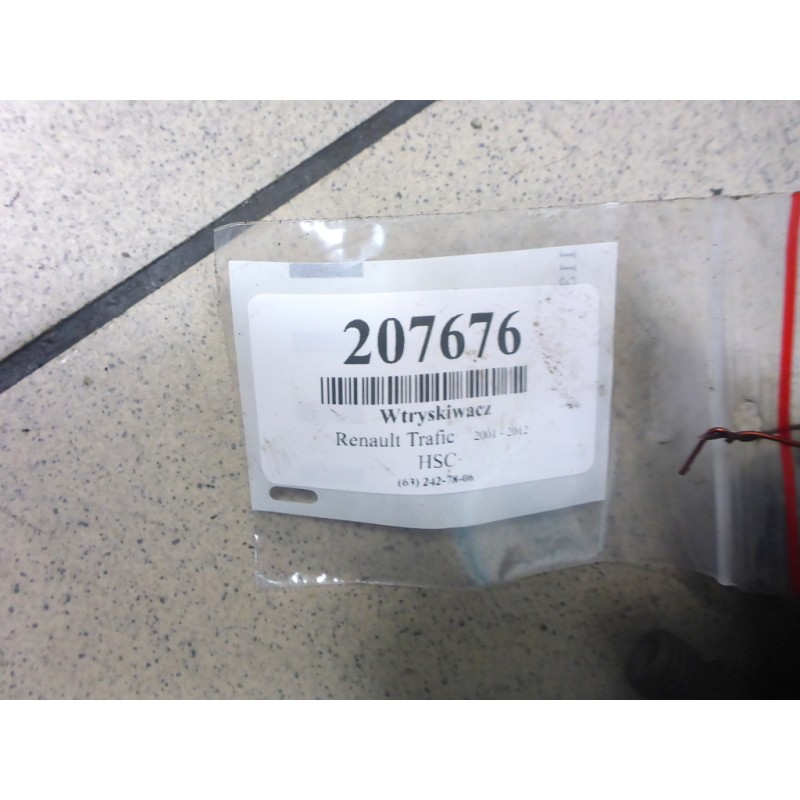 207676
Wtryskiwacz
Renault Trafic 2001 - 2012
HSC
(63) 242-78-06